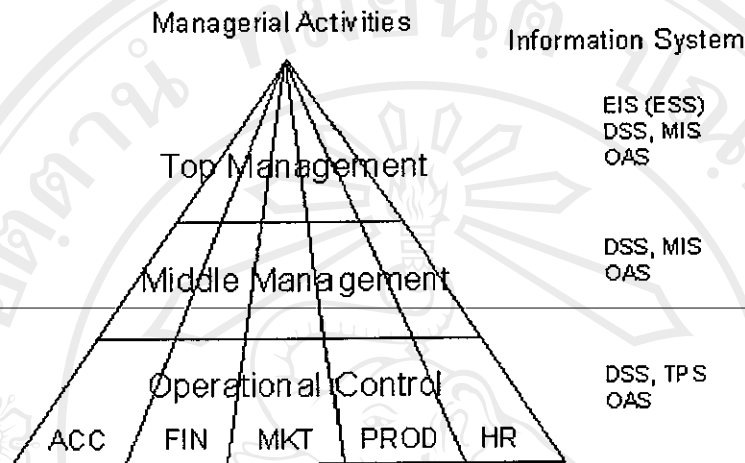 Managerial Activities
Information System
EIS (ESS)
DSS, MIS
OAS
Top Management
DSS, MIS
OAS
Middle Management
DSS, TPS
OAS
Operational Control
ACC FIN MKT PROD HR